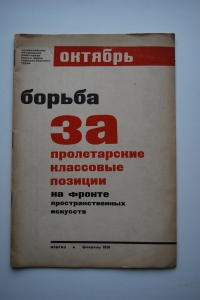 октябрь
борьба
за
пролетарские
классовые
позиции
на фронте
пространственных
искусств